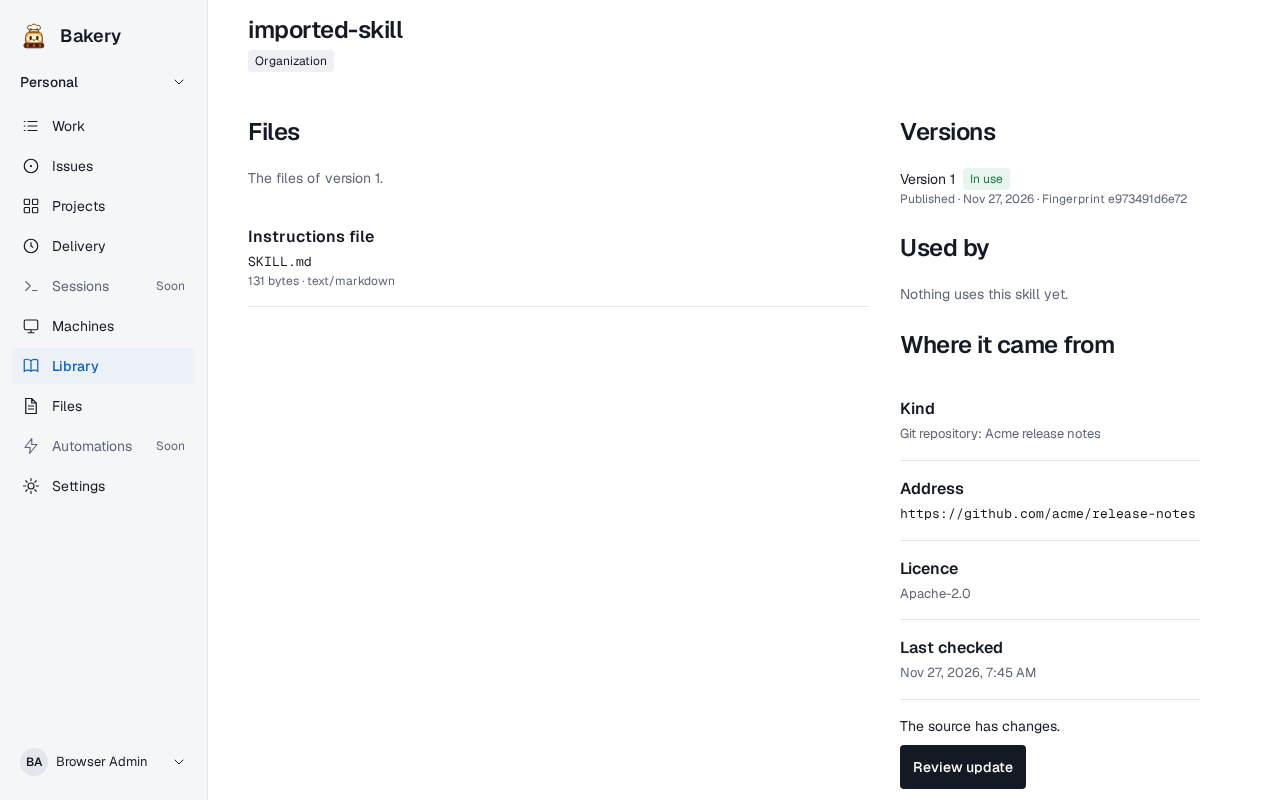 Bakery
Personal
Work
Issues
Projects
Delivery
Sessions Soon
Machines
Library
Files
Automations Soon
Settings
BA Browser Admin
imported-skill
Organization
Files
The files of version 1.
Instructions file
SKILL.md
131 bytes · text/markdown
Versions
Version 1 In use
Published · Nov 27, 2026 · Fingerprint e973491d6e72
Used by
Nothing uses this skill yet.
Where it came from
Kind
Git repository: Acme release notes
Address
https://github.com/acme/release-notes
Licence
Apache-2.0
Last checked
Nov 27, 2026, 7:45 AM
The source has changes.
Review update